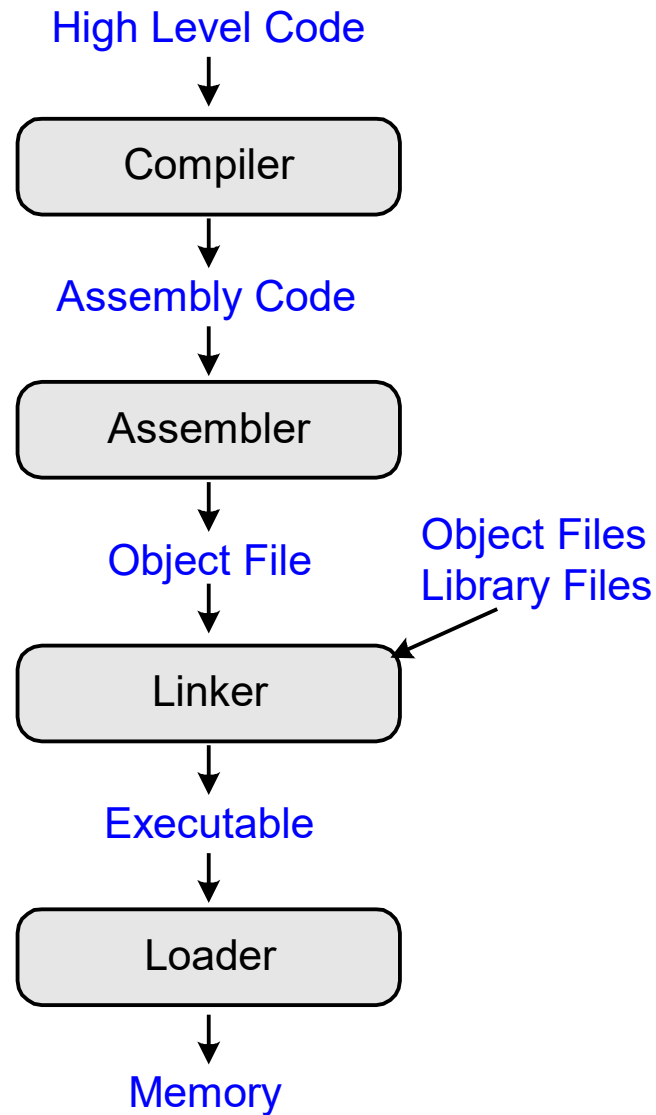 High Level Code
Compiler
Assembly Code
Assembler
Object File
Object Files
Library Files
Linker
Executable
Loader
Memory